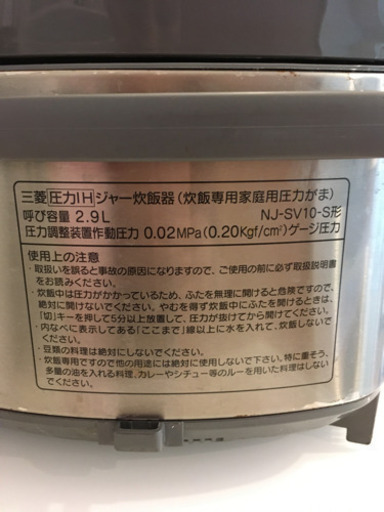 三菱 圧力IH ジャー炊飯器(炊飯専用家庭用圧力がま)
呼び容量 2.9L NJ-SV10-S形
圧力調整装置作動圧力 0.02MPa(0.20Kgf/cm²)ゲージ圧力
使用上の注意
・取扱いを誤ると事故の原因になりますので、ご使用の前に必ず取扱説明書
をお読みください。
・炊飯中は圧力がかかっているため、ふたを無理に開けると危険ですので、
絶対に開けないでください。やむを得ず炊飯中にふたを開けるときは、
「切」キーを押して5分以上放置して、圧力が抜けてから開けてください。
・内なべに表示してある「ここまで」線以上に水を入れて、炊飯しないで
ください。
・豆類の料理は絶対にしないでください。
・炊飯専用ですので他の用途には絶対に使用しないで下さい。特に重そう、
多量の油を入れる料理、カレーやシチュー等のルーを用いた料理はしない
でください。